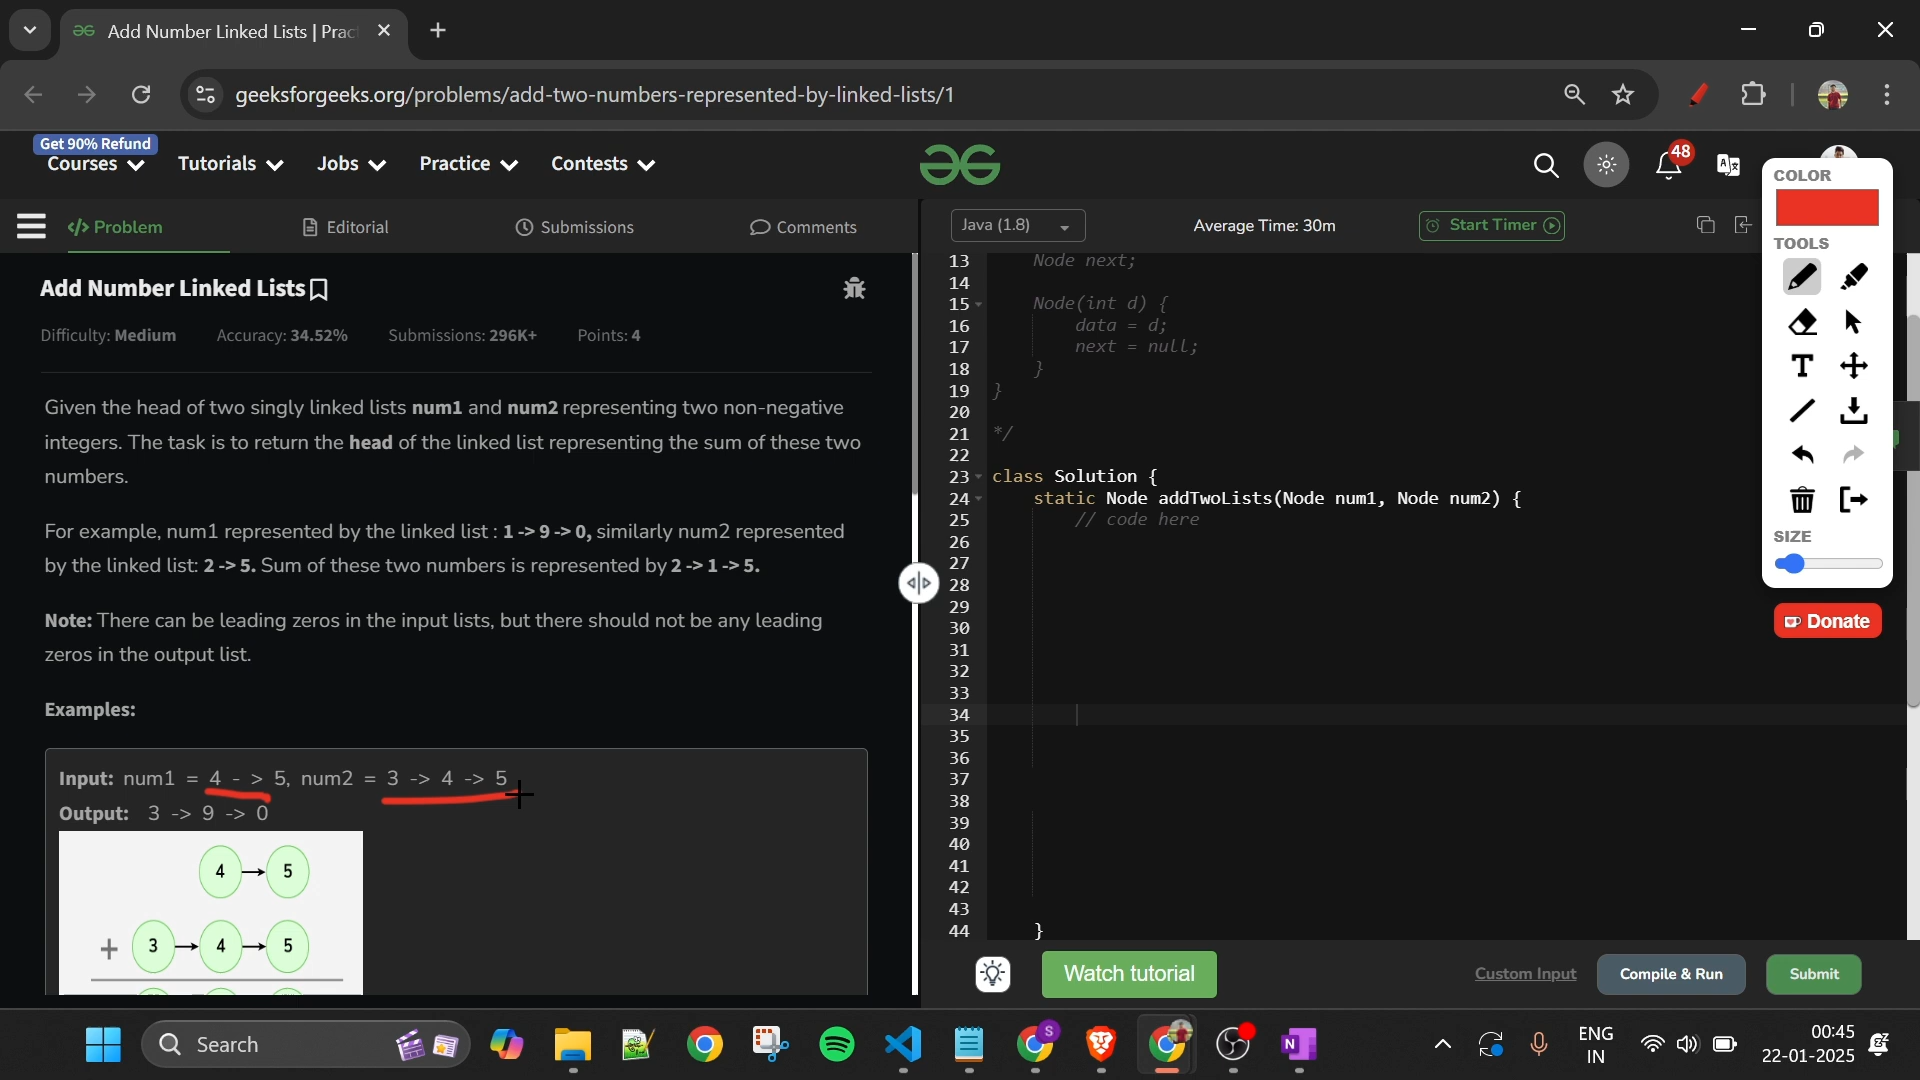 Add Number Linked Lists | Prac
geeksforgeeks.org/problems/add-two-numbers-represented-by-linked-lists/1
Get 90% Refund
Courses
Tutorials
Jobs
Practice
Contests
48
</> Problem
Editorial
Submissions
Comments
Java (1.8)
Average Time: 30m
Start Timer
Add Number Linked Lists
Difficulty: Medium
Accuracy: 34.52%
Submissions: 296K+
Points: 4
Given the head of two singly linked lists num1 and num2 representing two non-negative
integers. The task is to return the head of the linked list representing the sum of these two
numbers.
For example, num1 represented by the linked list : 1 -> 9 -> 0, similarly num2 represented
by the linked list: 2 -> 5. Sum of these two numbers is represented by 2 -> 1 -> 5.
Note: There can be leading zeros in the input lists, but there should not be any leading
zeros in the output list.
Examples:
Input: num1 = 4 - > 5, num2 = 3 -> 4 -> 5
Output: 3 -> 9 -> 0
4
5
+
3
4
5
13 Node next;
14
15 Node(int d) {
16 data = d;
17 next = null;
18 }
19 }
20
21 */
22
23 class Solution {
24 static Node addTwoLists(Node num1, Node num2) {
25 // code here
26
27
28
29
30
31
32
33
34
35
36
37
38
39
40
41
42
43
44 }
COLOR
TOOLS
T
SIZE
Donate
Watch tutorial
Custom Input
Compile & Run
Submit
Search
S
N
ENG
IN
00:45
22-01-2025